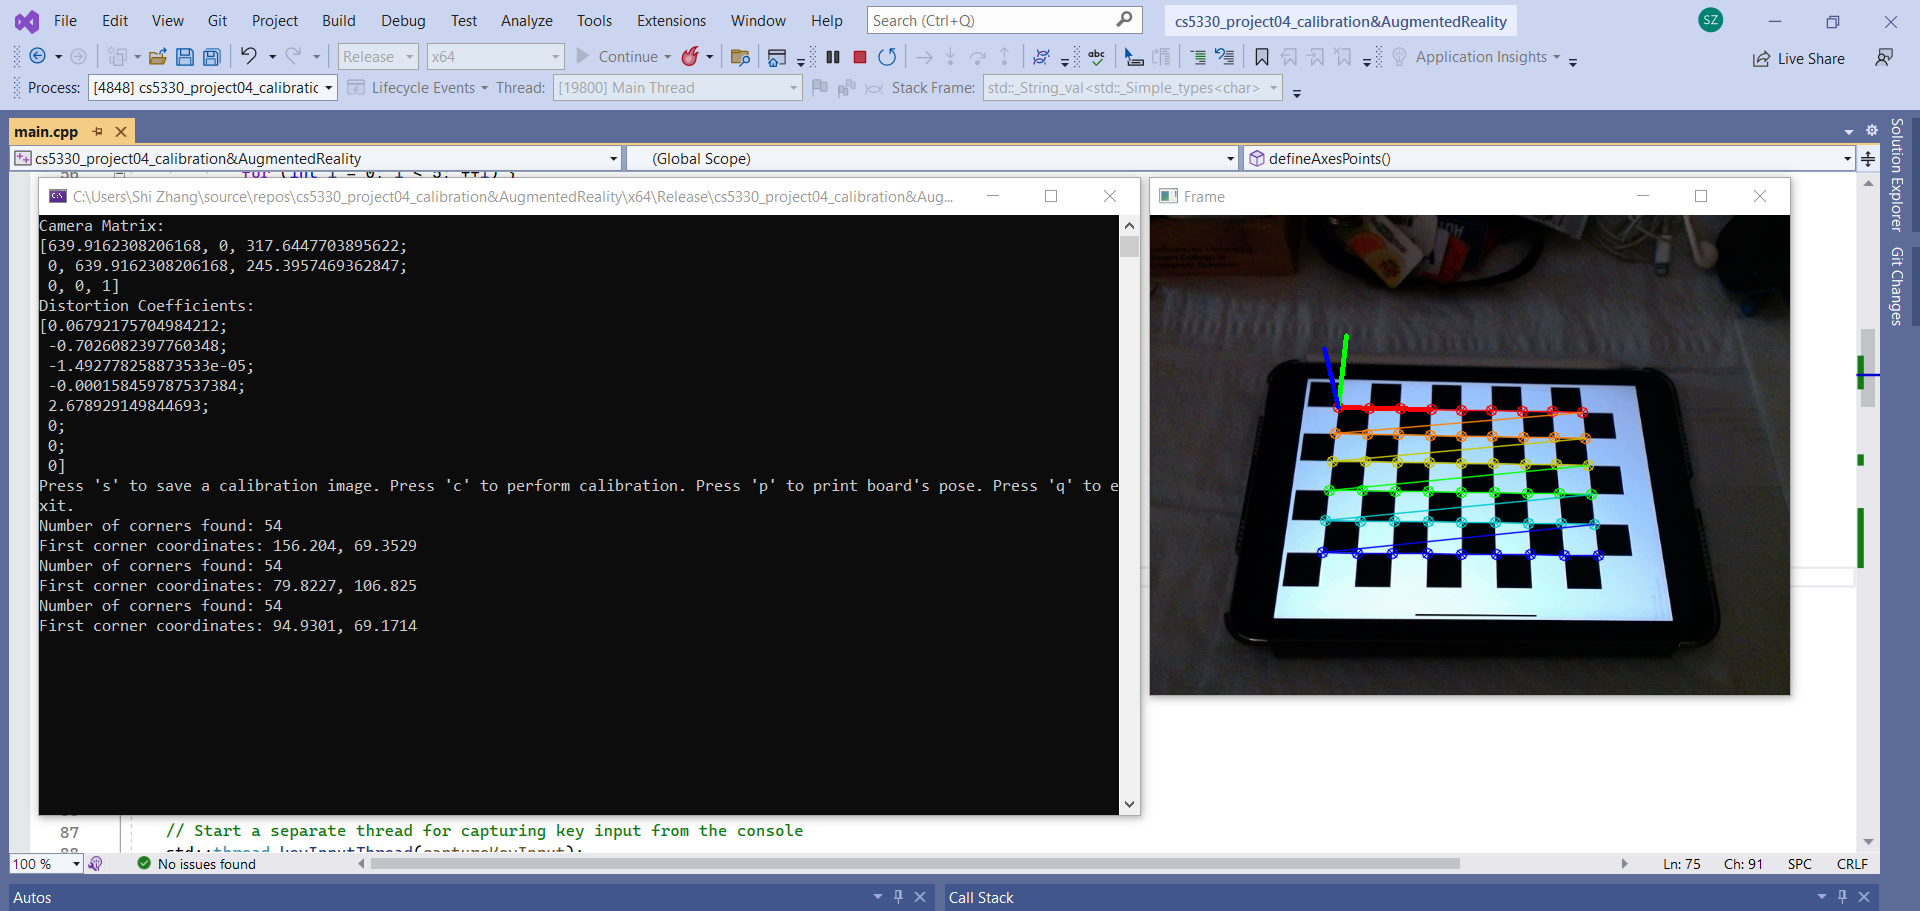 File Edit View Git Project Build Debug Test Analyze Tools Extensions Window Help Search (Ctrl+Q) cs5330_project04_calibration&AugmentedReality SZ
Release x64 Continue Application Insights Live Share
Process: [4848] cs5330_project04_calibratic Lifecycle Events Thread: [19800] Main Thread Stack Frame: std::_String_val<std::_Simple_types<char>
main.cpp
cs5330_project04_calibration&AugmentedReality (Global Scope) defineAxesPoints()
Solution Explorer
Git Changes
C:\Users\Shi Zhang\source\repos\cs5330_project04_calibration&AugmentedReality\x64\Release\cs5330_project04_calibration&Aug...
Camera Matrix:
[639.9162308206168, 0, 317.6447703895622;
0, 639.9162308206168, 245.3957469362847;
0, 0, 1]
Distortion Coefficients:
[0.06792175704984212;
-0.7026082397760348;
-1.492778258873533e-05;
-0.000158459787537384;
2.678929149844693;
0;
0;
0]
Press 's' to save a calibration image. Press 'c' to perform calibration. Press 'p' to print board's pose. Press 'q' to e
xit.
Number of corners found: 54
First corner coordinates: 156.204, 69.3529
Number of corners found: 54
First corner coordinates: 79.8227, 106.825
Number of corners found: 54
First corner coordinates: 94.9301, 69.1714
Frame
87 // Start a separate thread for capturing key input from the console
100 % No issues found Ln: 75 Ch: 91 SPC CRLF
Autos Call Stack